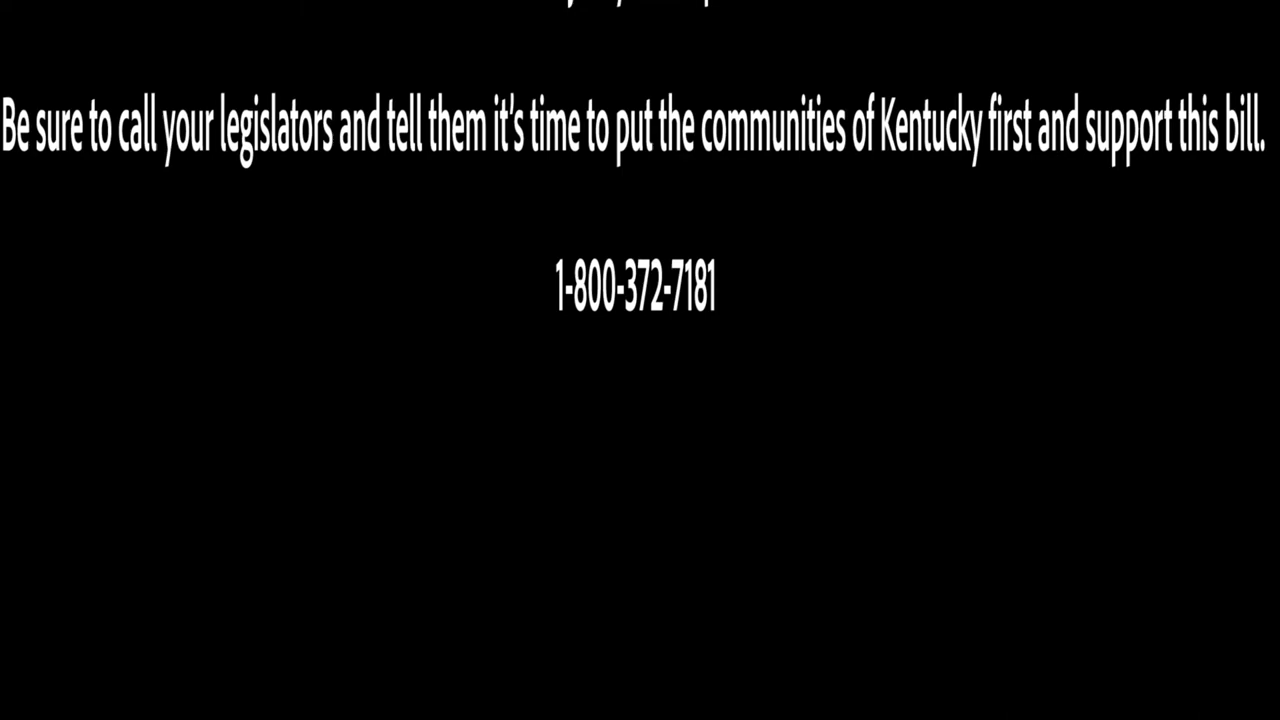 Be sure to call your legislators and tell them it's time to put the communities of Kentucky first and support this bill.
1-800-372-7181